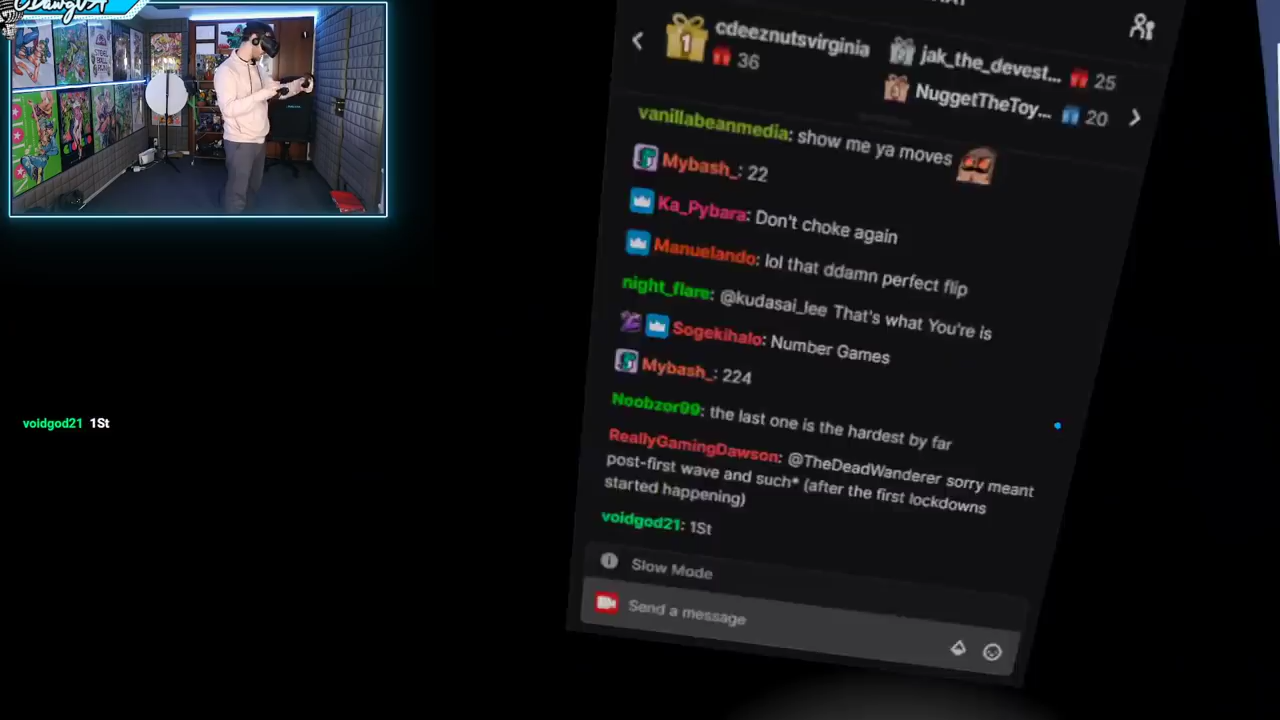 CDawgVA
1 cdeeznutsvirginia
36
jak_the_devest... 25
NuggetTheToy... 20
vanillabeanmedia: show me ya moves
Mybash_: 22
Ka_Pybara: Don't choke again
Manuelando: lol that ddamn perfect flip
night_flare: @kudasai_lee That's what You're is
Sogekihalo: Number Games
Mybash_: 224
Noobzor99: the last one is the hardest by far
ReallyGamingDawson: @TheDeadWanderer sorry meant
post-first wave and such* (after the first lockdowns
started happening)
voidgod21: 1St
Slow Mode
Send a message
voidgod21 1St